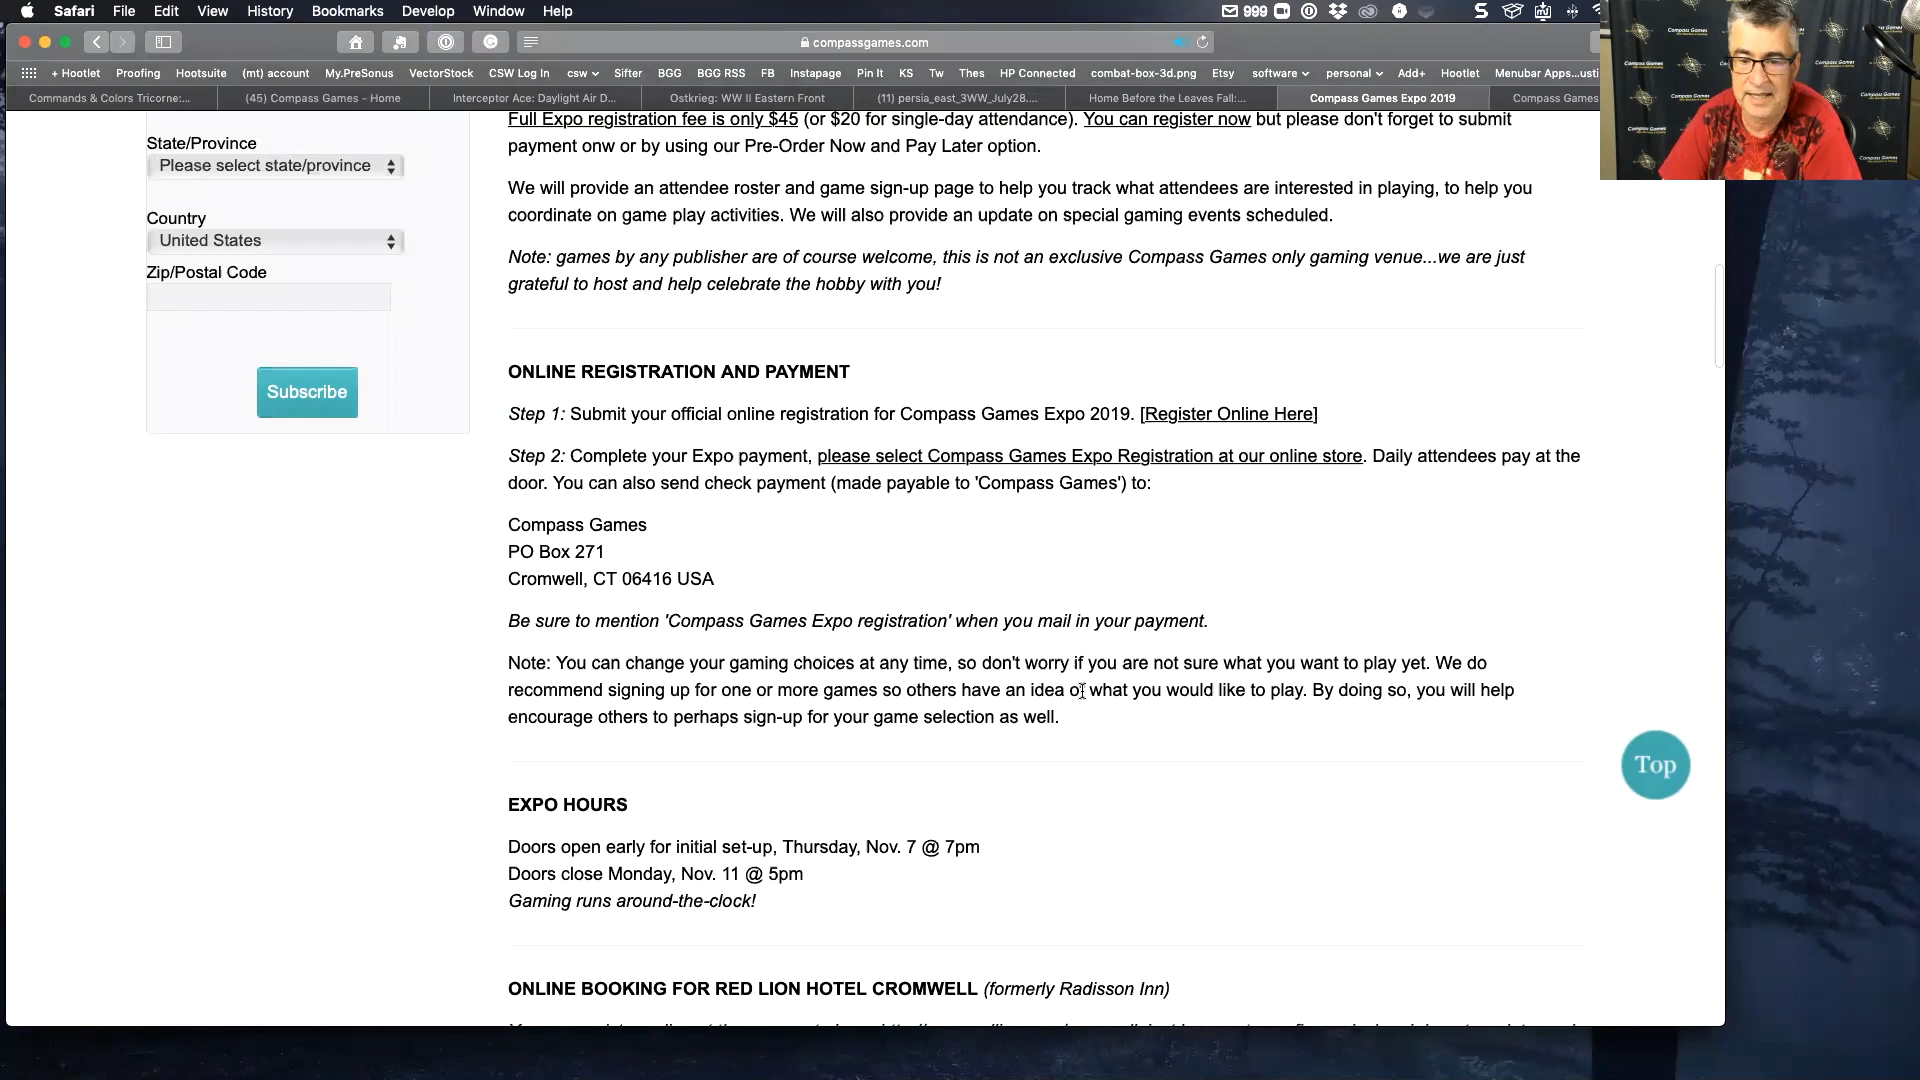 Safari File Edit View History Bookmarks Develop Window Help 999
compassgames.com
+ Hootlet Proofing Hootsuite (mt) account My.PreSonus VectorStock CSW Log In csw Sifter BGG BGG RSS FB Instapage Pin It KS Tw Thes HP Connected combat-box-3d.png Etsy software personal Add+ Hootlet Menubar Apps...usti
Commands & Colors Tricorne:... (45) Compass Games - Home Interceptor Ace: Daylight Air D... Ostkrieg: WW II Eastern Front (11) persia_east_3WW_July28.... Home Before the Leaves Fall:... Compass Games Expo 2019 Compass Games
State/Province
Please select state/province
Country
United States
Zip/Postal Code
Subscribe
Full Expo registration fee is only $45 (or $20 for single-day attendance). You can register now but please don't forget to submit
payment onw or by using our Pre-Order Now and Pay Later option.
We will provide an attendee roster and game sign-up page to help you track what attendees are interested in playing, to help you
coordinate on game play activities. We will also provide an update on special gaming events scheduled.
Note: games by any publisher are of course welcome, this is not an exclusive Compass Games only gaming venue...we are just
grateful to host and help celebrate the hobby with you!
ONLINE REGISTRATION AND PAYMENT
Step 1: Submit your official online registration for Compass Games Expo 2019. [Register Online Here]
Step 2: Complete your Expo payment, please select Compass Games Expo Registration at our online store. Daily attendees pay at the
door. You can also send check payment (made payable to 'Compass Games') to:
Compass Games
PO Box 271
Cromwell, CT 06416 USA
Be sure to mention 'Compass Games Expo registration' when you mail in your payment.
Note: You can change your gaming choices at any time, so don't worry if you are not sure what you want to play yet. We do
recommend signing up for one or more games so others have an idea of what you would like to play. By doing so, you will help
encourage others to perhaps sign-up for your game selection as well.
EXPO HOURS
Doors open early for initial set-up, Thursday, Nov. 7 @ 7pm
Doors close Monday, Nov. 11 @ 5pm
Gaming runs around-the-clock!
ONLINE BOOKING FOR RED LION HOTEL CROMWELL (formerly Radisson Inn)
Top